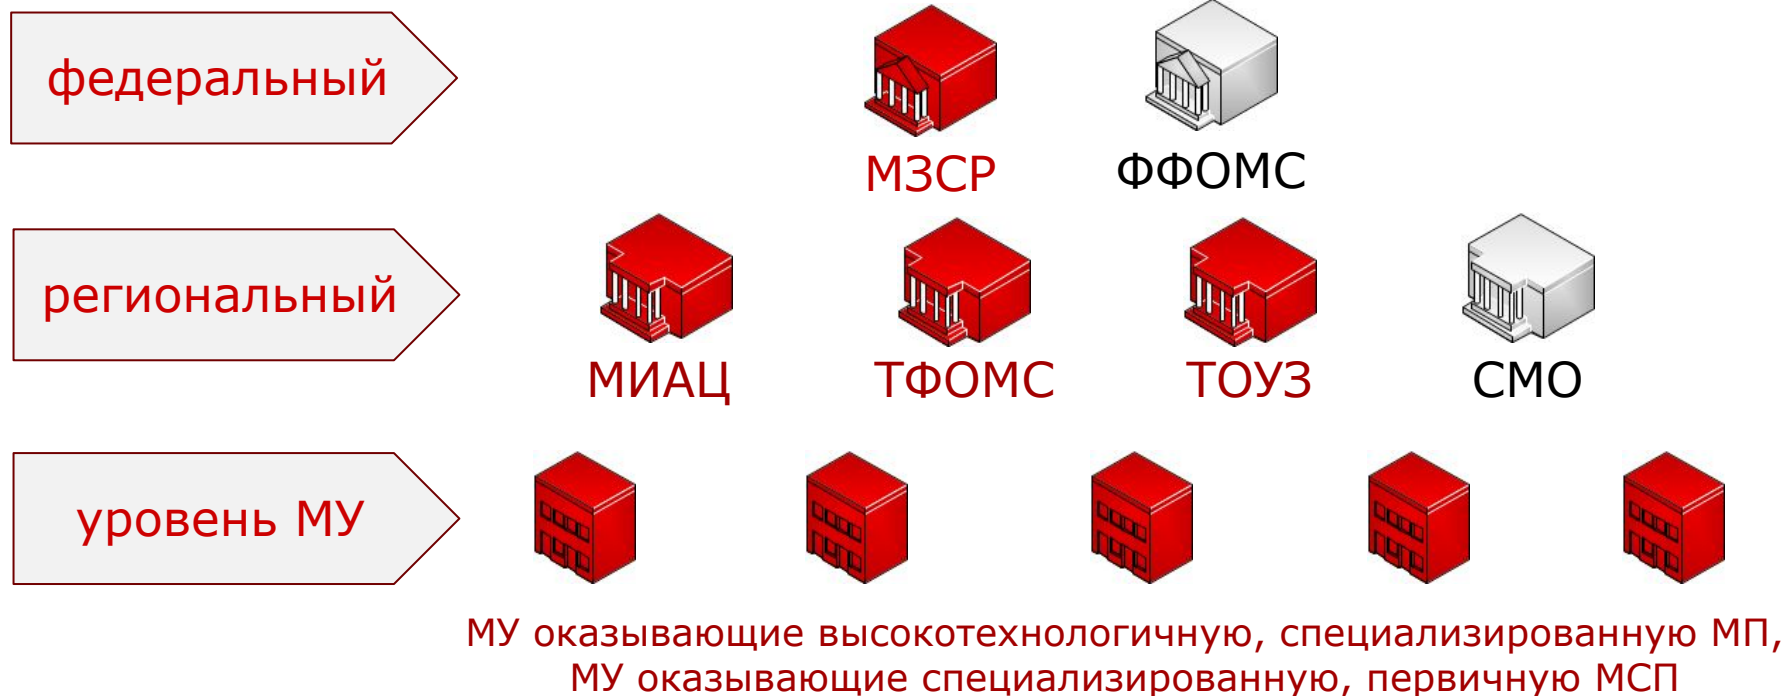 федеральный
МЗСР
ФФОМС
региональный
МИАЦ
ТФОМС
ТОУЗ
СМО
уровень МУ
МУ оказывающие высокотехнологичную, специализированную МП,
МУ оказывающие специализированную, первичную МСП